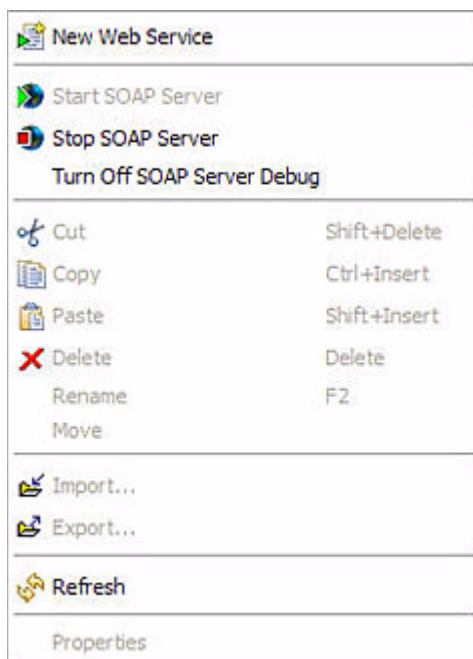 New Web Service
Start SOAP Server
Stop SOAP Server
Turn Off SOAP Server Debug
Cut Shift+Delete
Copy Ctrl+Insert
Paste Shift+Insert
Delete Delete
Rename F2
Move
Import...
Export...
Refresh
Properties